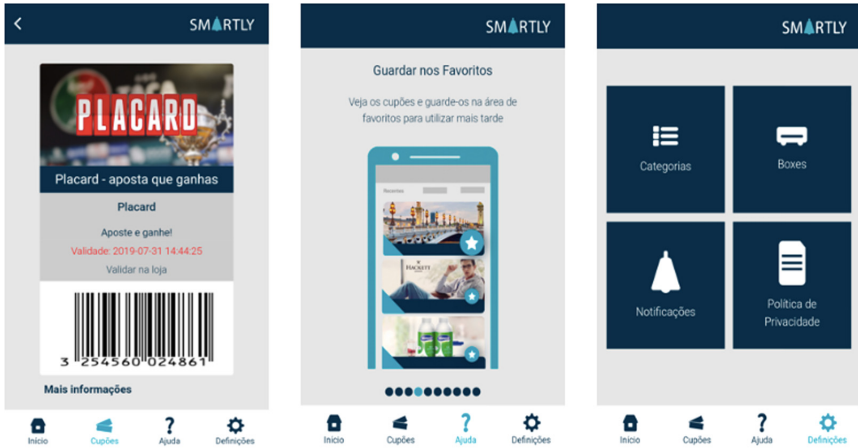 SMARTLY
PLACARD
Placard - aposta que ganhas
Placard
Aposte e ganhe!
Validade: 2019-07-31 14:44:25
Validar na loja
3 254560 024861
Mais informações
Início
Cupões
?
Ajuda
Definições
SMARTLY
Guardar nos Favoritos
Veja os cupões e guarde-os na área de
favoritos para utilizar mais tarde
Recentes
HACKETT
Início
Cupões
?
Ajuda
Definições
SMARTLY
Categorias
Boxes
Notificações
Política de
Privacidade
Início
Cupões
?
Ajuda
Definições